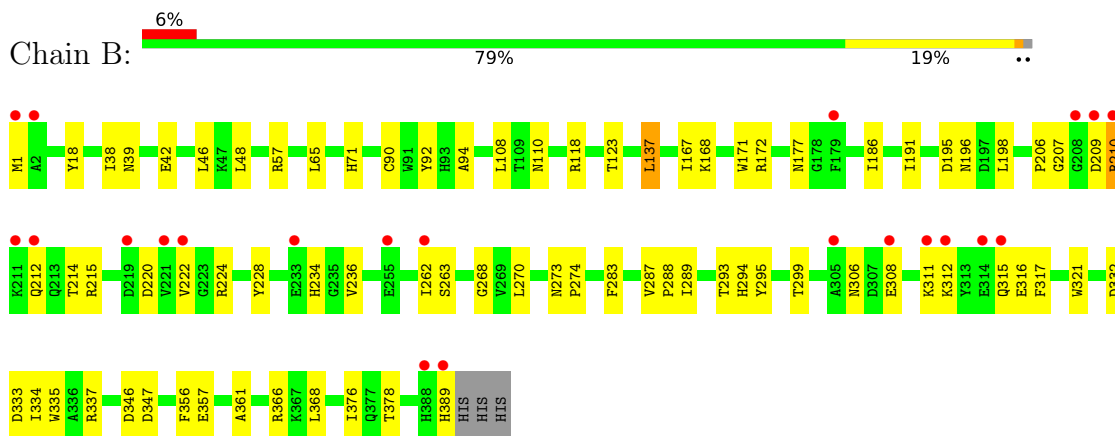 6%
Chain B:
79% 19% ••
M1 A2 Y18 I38 N39 E42 L46 K47 L48 R57 L65 H71 C90 W91 Y92 H93 A94 L108 T109 N110 R118 T123 L137 I167 K168 W171 R172 N177 G178 F179 I186 I191 D195 N196 D197 L198 P206 G207 G208 D209
K211 Q212 Q213 T214 R215 D219 D220 V221 V222 G223 R224 Y228 E233 H234 G235 V236 E255 I262 S263 G268 V269 L270 N273 P274 F283 V287 P288 I289 T293 H294 Y295 T299 A305 N306 D307 E308 K311 K312 Y313 E314 Q315 E316 F317 W321
D333 I334 W335 A336 R337 D346 D347 F356 E357 A361 R366 K367 L368 I376 Q377 T378 H388 H389 HIS HIS HIS